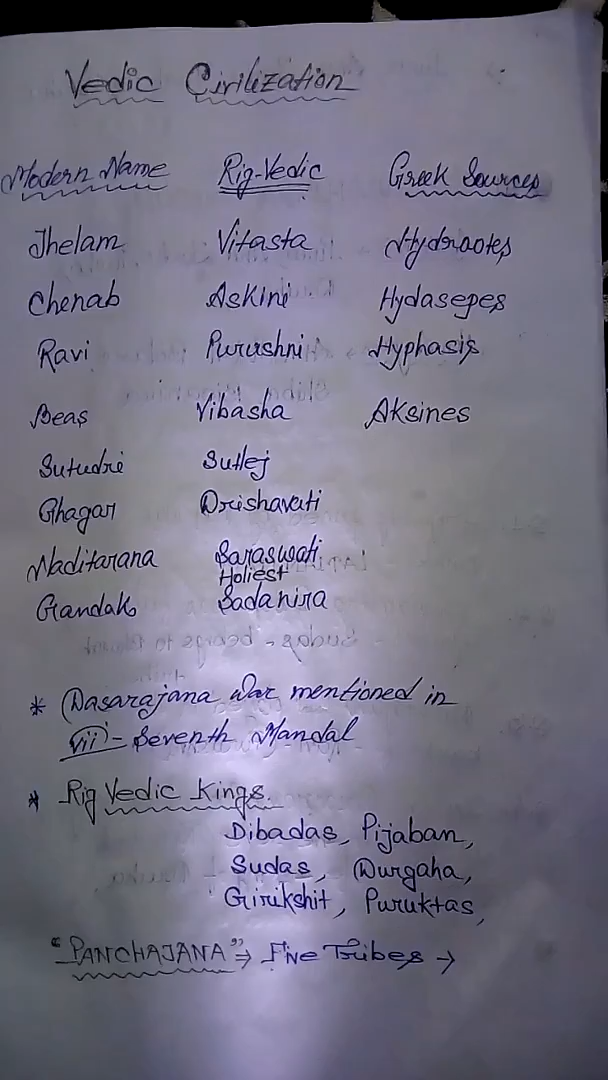 Vedic Civilization
Modern Name Rig-Vedic Greek Sources
Jhelam Vitasta Hydraotes
Chenab Askini Hydasepes
Ravi Purushni Hyphasis
Beas Vibasha Aksines
Sutudri Sutlej
Ghagar Drishavati
Naditarana Saraswati
Holiest
Gandak Sadanira
* Dasarajana War mentioned in
vii - Seventh Mandal
* Rig Vedic Kings.
Dibadas, Pijaban,
Sudas, Durgaha,
Girikshit, Puruktas,
"PANCHAJANA" → Five Tribes →